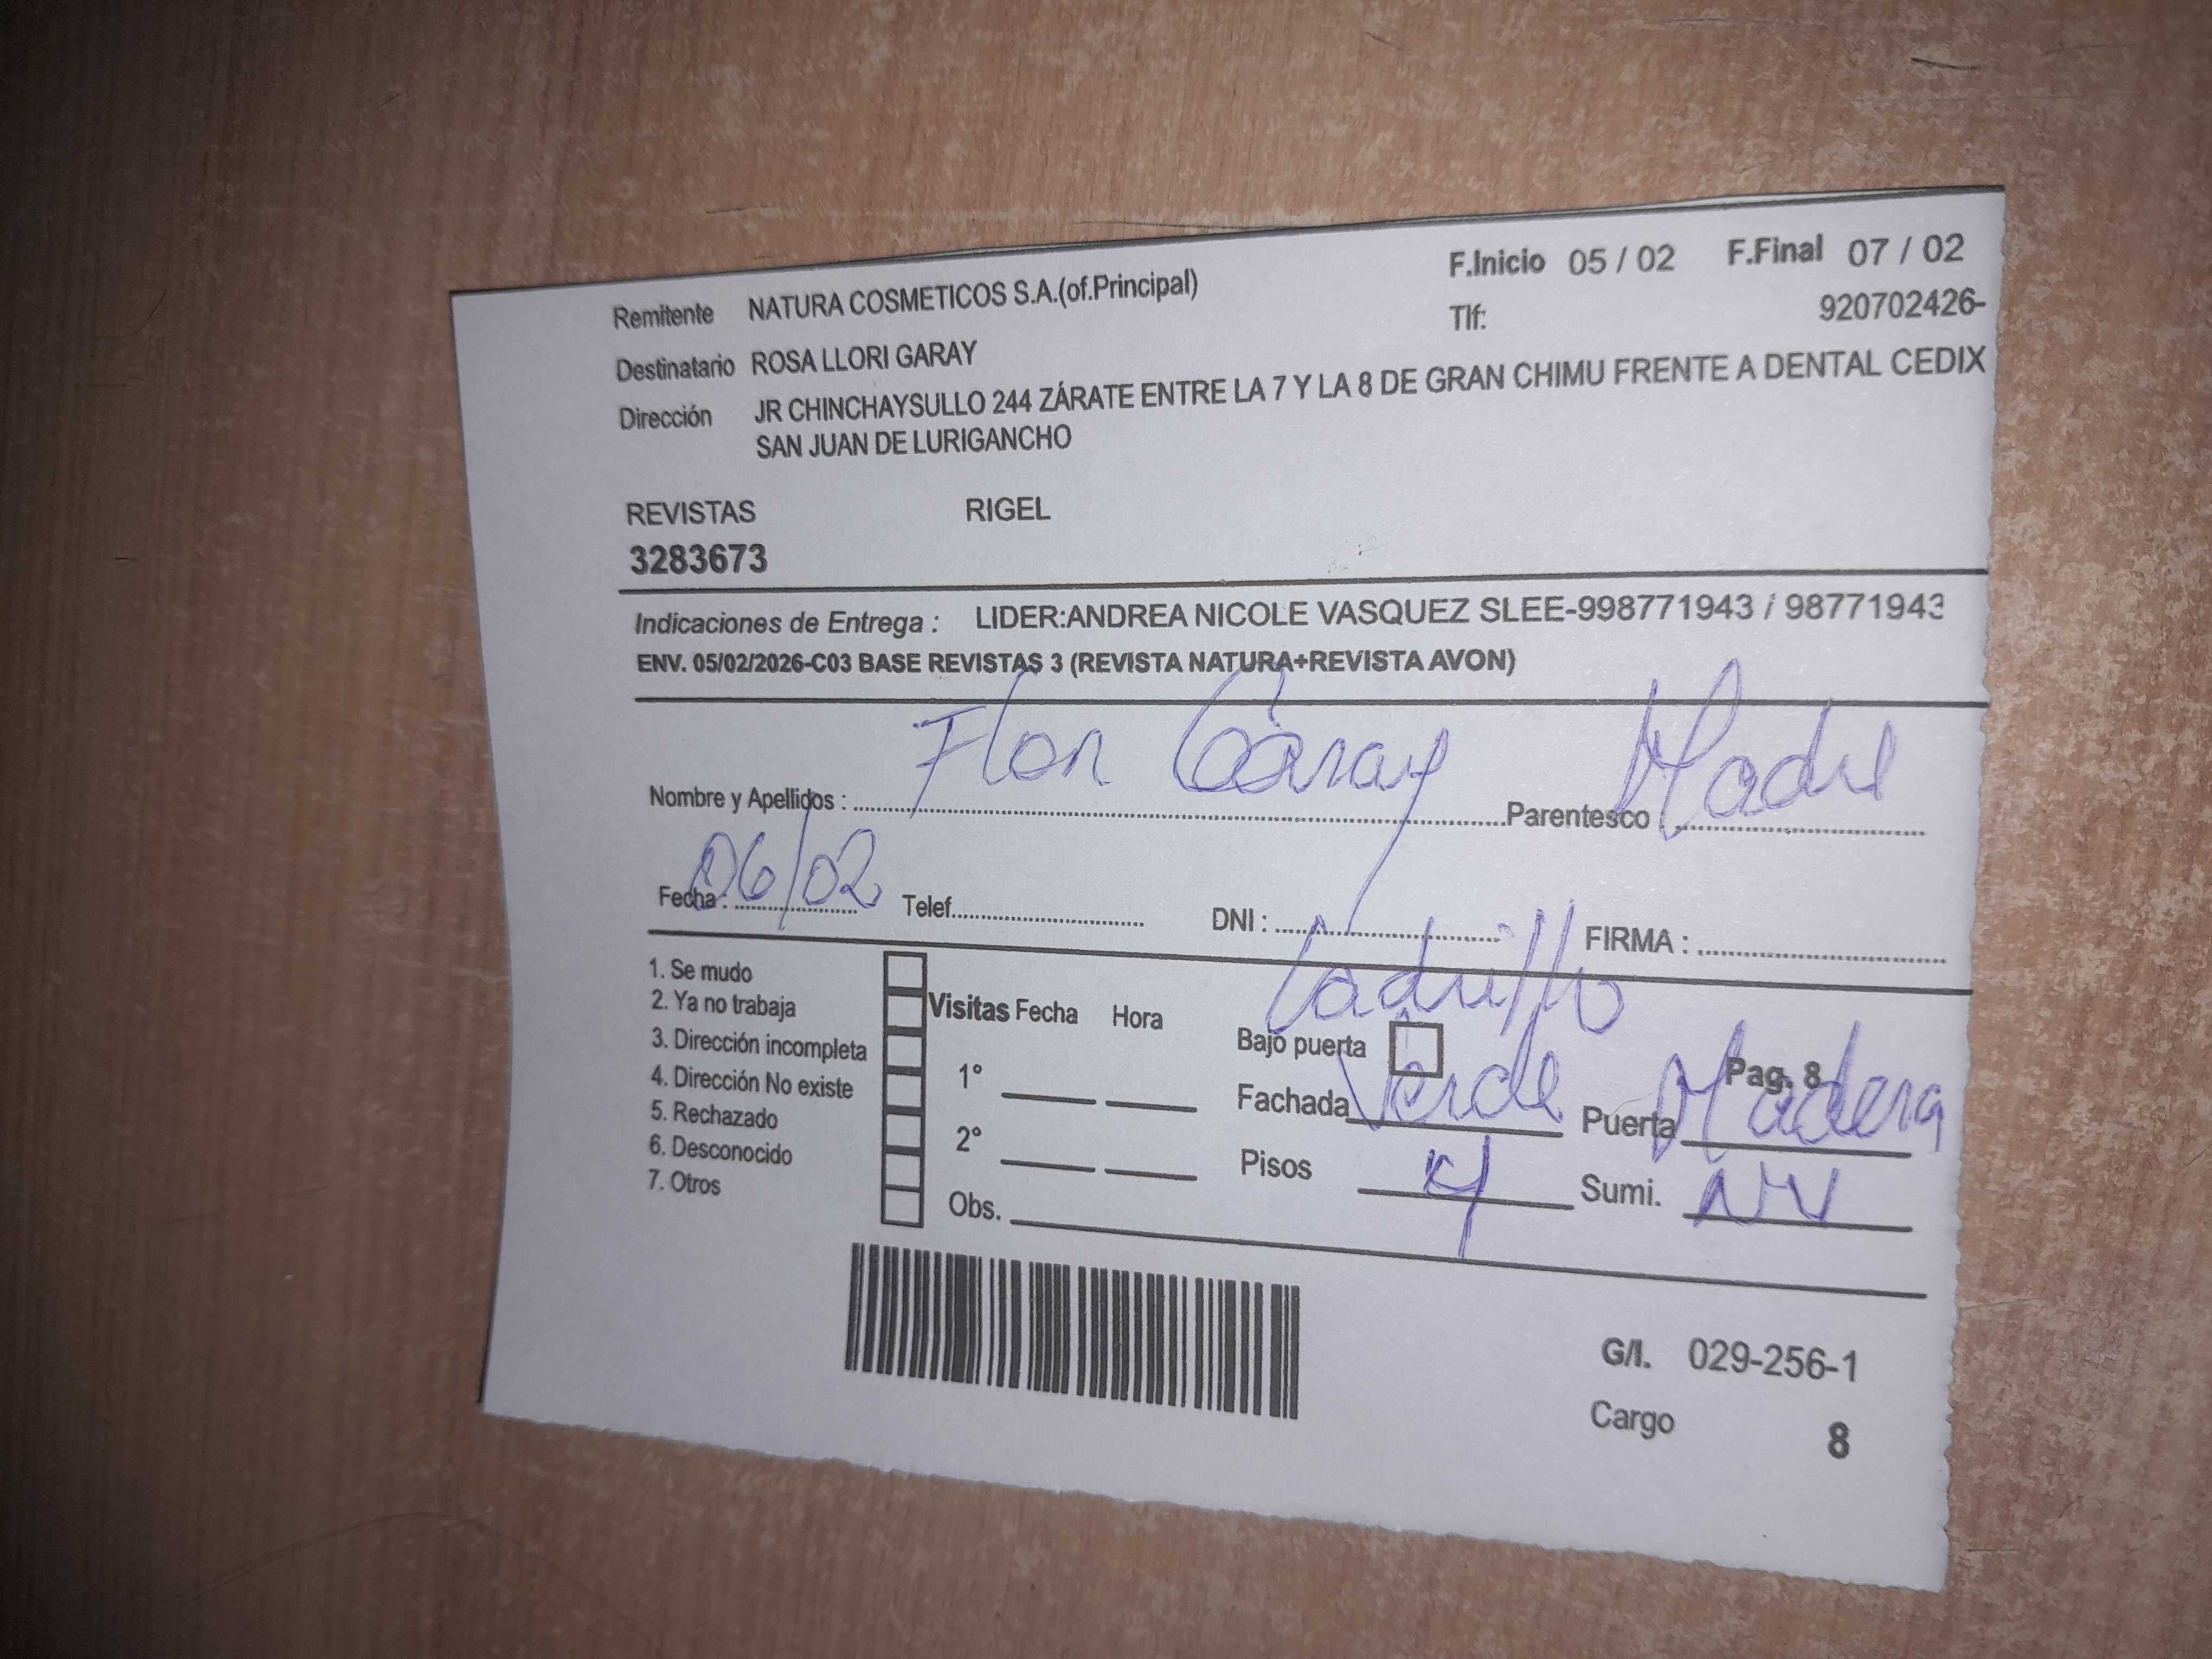 F.Inicio 05 / 02 F.Final 07 / 02
Remitente NATURA COSMETICOS S.A.(of.Principal) Tlf: 920702426-
Destinatario ROSA LLORI GARAY
Dirección JR CHINCHAYSULLO 244 ZÁRATE ENTRE LA 7 Y LA 8 DE GRAN CHIMU FRENTE A DENTAL CEDIX
SAN JUAN DE LURIGANCHO
REVISTAS RIGEL
3283673
Indicaciones de Entrega : LIDER:ANDREA NICOLE VASQUEZ SLEE-998771943 / 98771943
ENV. 05/02/2026-C03 BASE REVISTAS 3 (REVISTA NATURA+REVISTA AVON)
Nombre y Apellidos : Flor Garay Parentesco : Madre
Fecha : 06/02 Telef. DNI : FIRMA :
1. Se mudo
2. Ya no trabaja Visitas Fecha Hora Ladrillo
3. Dirección incompleta Bajo puerta Pag. 8
4. Dirección No existe 1° Fachada Verde Puerta Madera
5. Rechazado
6. Desconocido 2° Pisos 4 Sumi. NV
7. Otros Obs.
G/I. 029-256-1
Cargo 8